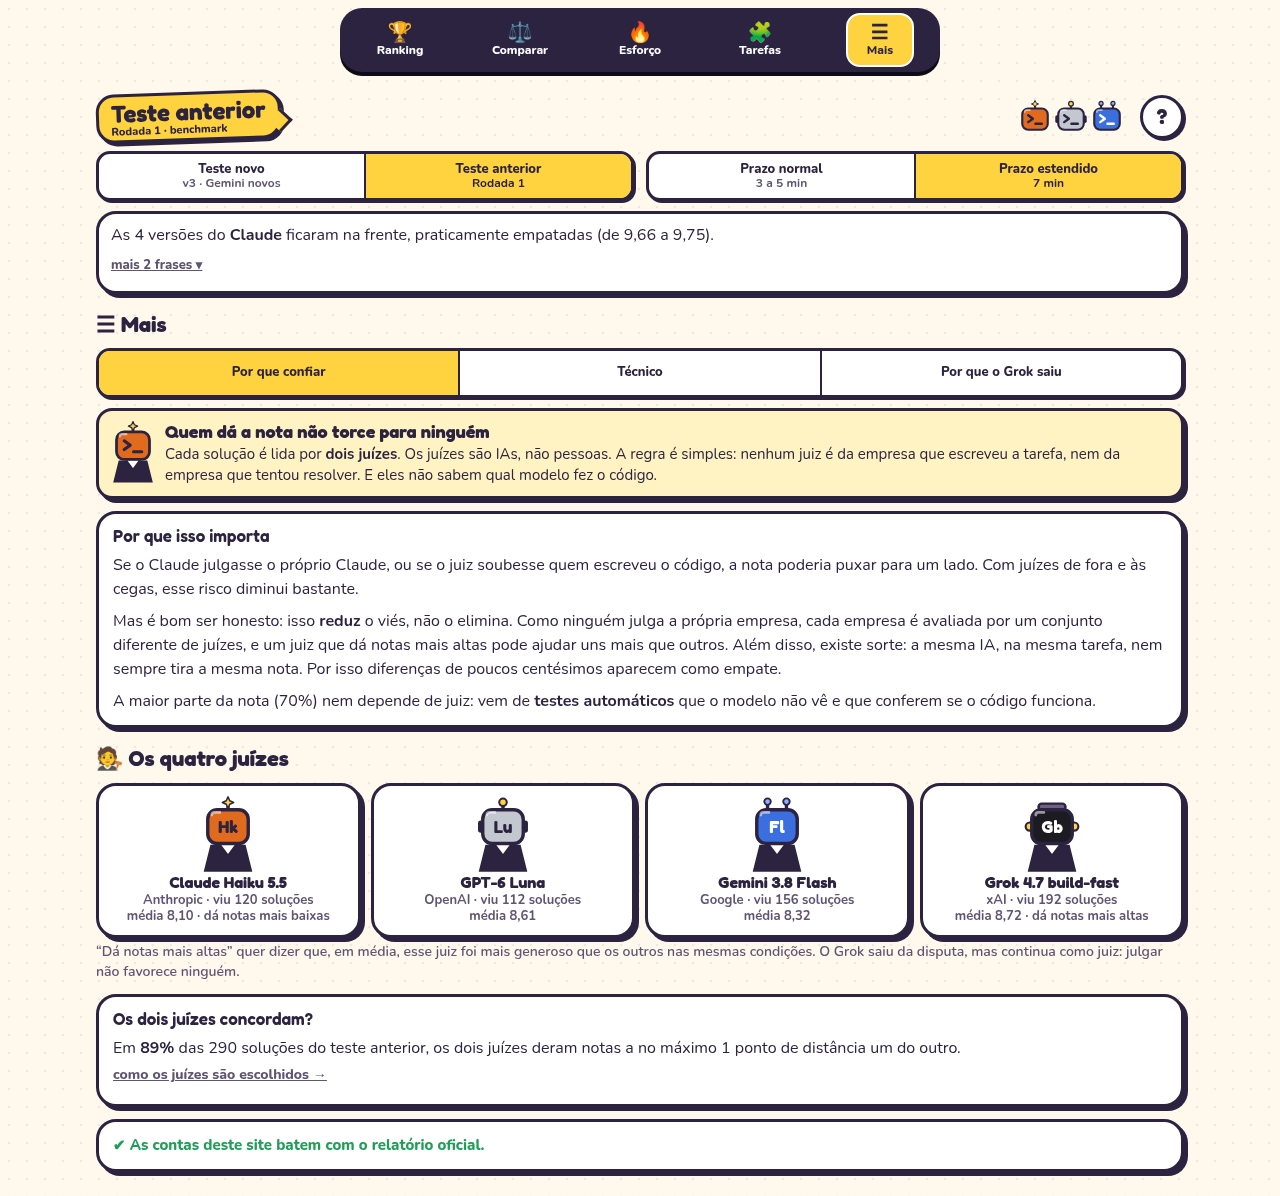 🏆 Ranking
⚖️ Comparar
🔥 Esforço
🧩 Tarefas
☰ Mais
Teste anterior
Rodada 1 · benchmark
?
Teste novo
v3 · Gemini novos
Teste anterior
Rodada 1
Prazo normal
3 a 5 min
Prazo estendido
7 min
As 4 versões do Claude ficaram na frente, praticamente empatadas (de 9,66 a 9,75).
mais 2 frases ▾
☰ Mais
Por que confiar
Técnico
Por que o Grok saiu
Quem dá a nota não torce para ninguém
Cada solução é lida por dois juízes. Os juízes são IAs, não pessoas. A regra é simples: nenhum juiz é da empresa que escreveu a tarefa, nem da
empresa que tentou resolver. E eles não sabem qual modelo fez o código.
Por que isso importa
Se o Claude julgasse o próprio Claude, ou se o juiz soubesse quem escreveu o código, a nota poderia puxar para um lado. Com juízes de fora e às
cegas, esse risco diminui bastante.
Mas é bom ser honesto: isso reduz o viés, não o elimina. Como ninguém julga a própria empresa, cada empresa é avaliada por um conjunto
diferente de juízes, e um juiz que dá notas mais altas pode ajudar uns mais que outros. Além disso, existe sorte: a mesma IA, na mesma tarefa, nem
sempre tira a mesma nota. Por isso diferenças de poucos centésimos aparecem como empate.
A maior parte da nota (70%) nem depende de juiz: vem de testes automáticos que o modelo não vê e que conferem se o código funciona.
Os quatro juízes
Hk
Claude Haiku 5.5
Anthropic · viu 120 soluções
média 8,10 · dá notas mais baixas
Lu
GPT-6 Luna
OpenAI · viu 112 soluções
média 8,61
Fl
Gemini 3.8 Flash
Google · viu 156 soluções
média 8,32
Gb
Grok 4.7 build-fast
xAI · viu 192 soluções
média 8,72 · dá notas mais altas
“Dá notas mais altas” quer dizer que, em média, esse juiz foi mais generoso que os outros nas mesmas condições. O Grok saiu da disputa, mas continua como juiz: julgar
não favorece ninguém.
Os dois juízes concordam?
Em 89% das 290 soluções do teste anterior, os dois juízes deram notas a no máximo 1 ponto de distância um do outro.
como os juízes são escolhidos →
✔ As contas deste site batem com o relatório oficial.